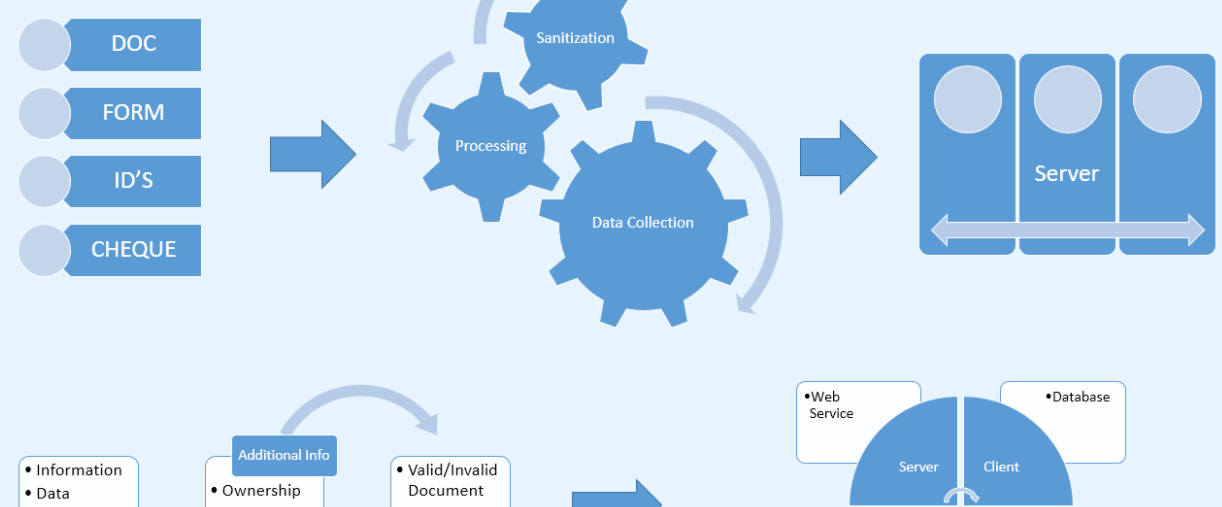 DOC
FORM
ID'S
CHEQUE
Sanitization
Processing
Data Collection
Server
Additional Info
• Information
• Data
• Ownership
• Valid/Invalid
Document
•Web
Service
•Database
Server
Client